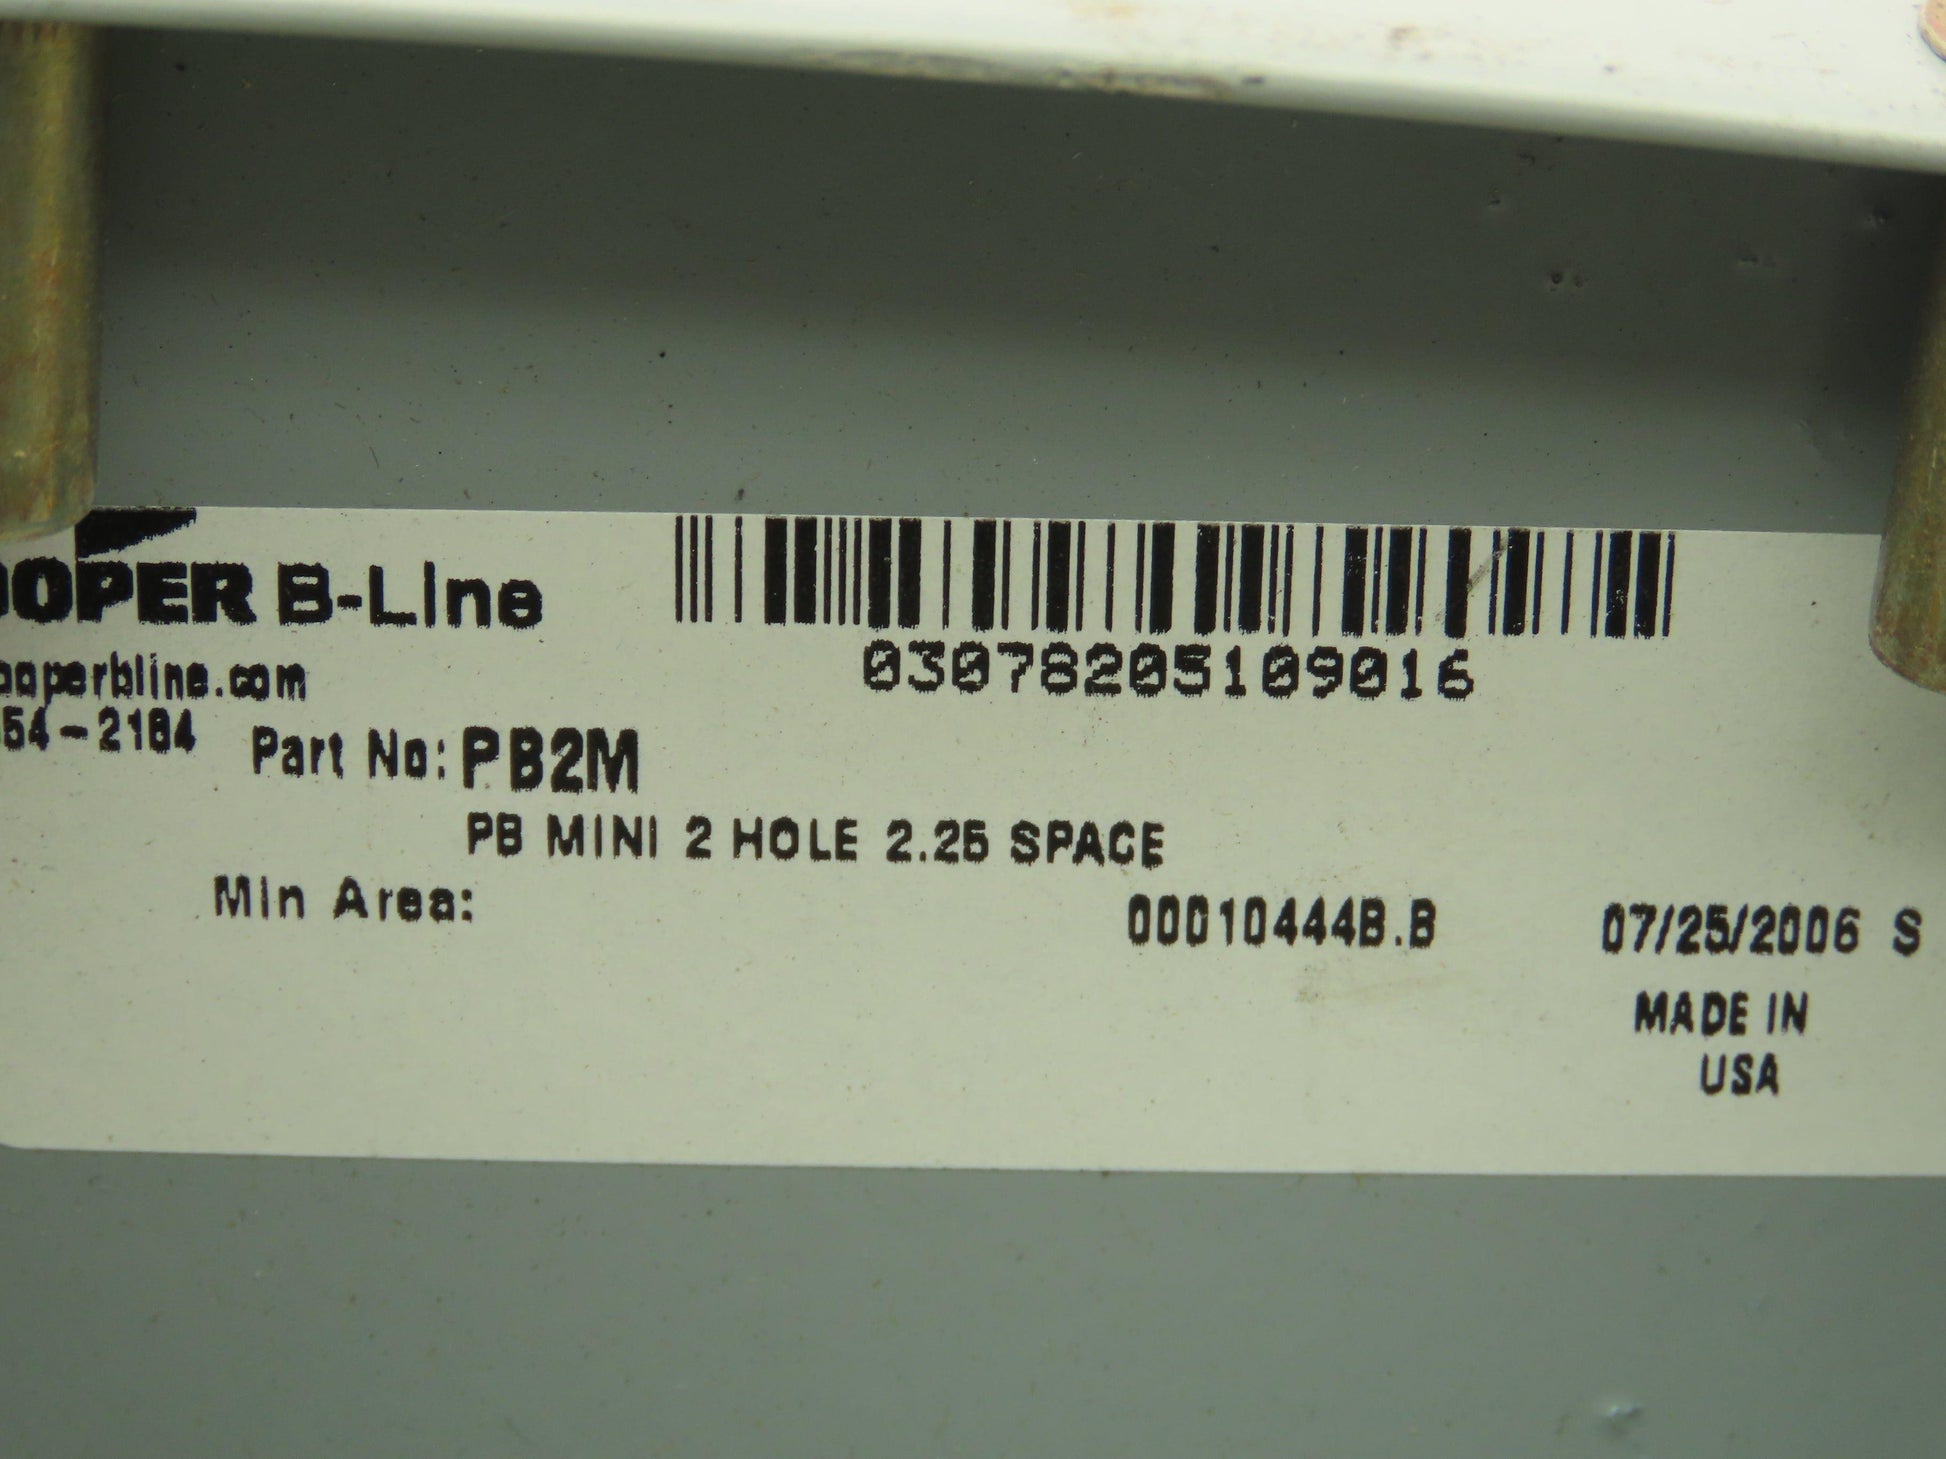 OOPER B-Line
03078205109016
ooperbline.com
54-2184
Part No: PB2M
PB MINI 2 HOLE 2.25 SPACE
Min Area:
00010444B.B 07/25/2006 S
MADE IN
USA